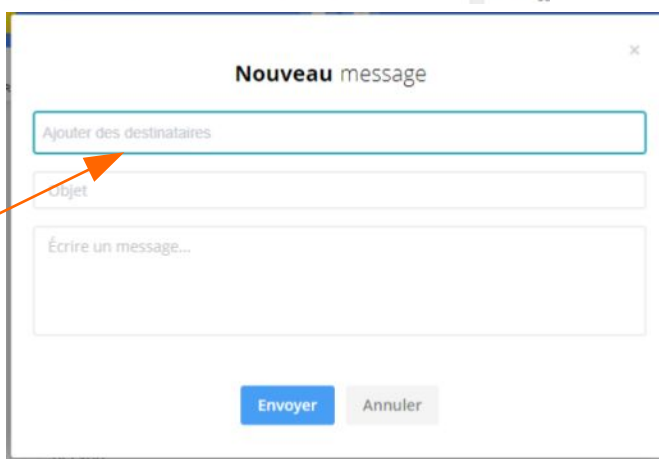 Nouveau message
×
Ajouter des destinataires
Objet
Écrire un message...
Envoyer Annuler